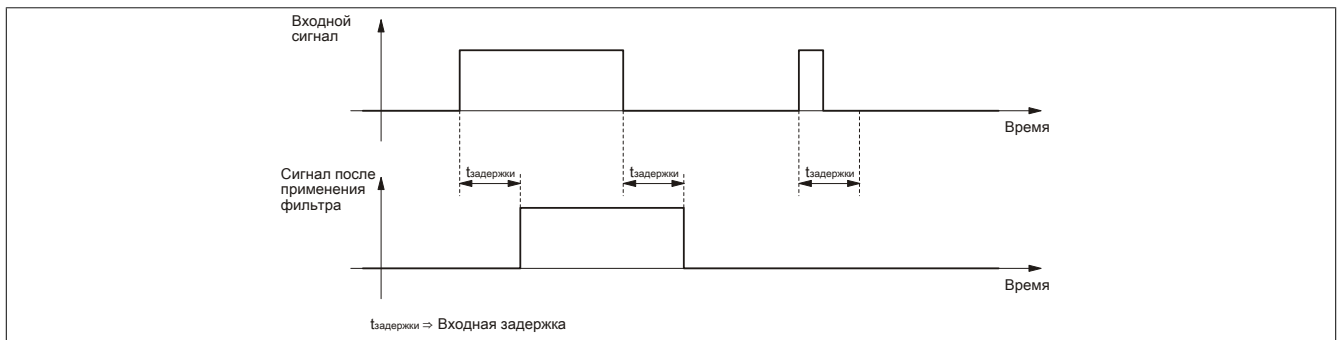 Входной
сигнал
Время
Сигнал после
применения
фильтра
tзадержки
tзадержки
tзадержки
Время
tзадержки ⇒ Входная задержка